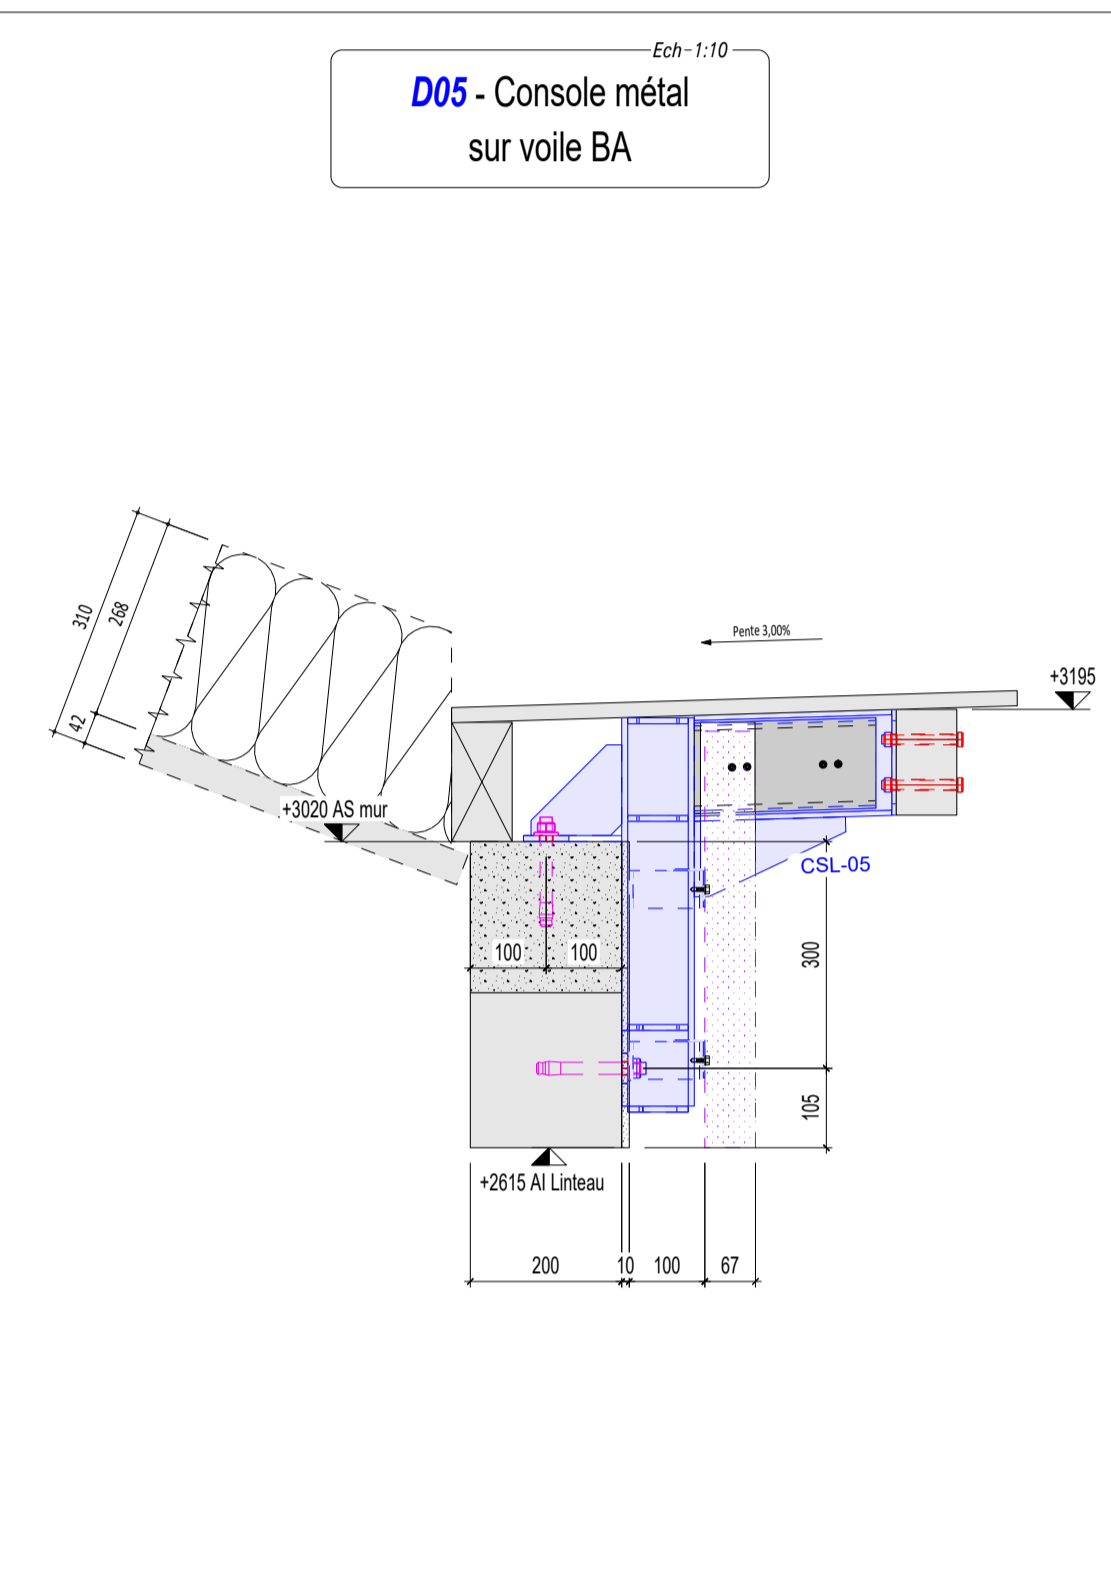 Ech-1:10
D05 - Console métal
sur voile BA
310
268
42
Pente 3,00%
+3195
+3020 AS mur
CSL-05
100
100
300
105
+2615 AI Linteau
200
10
100
67